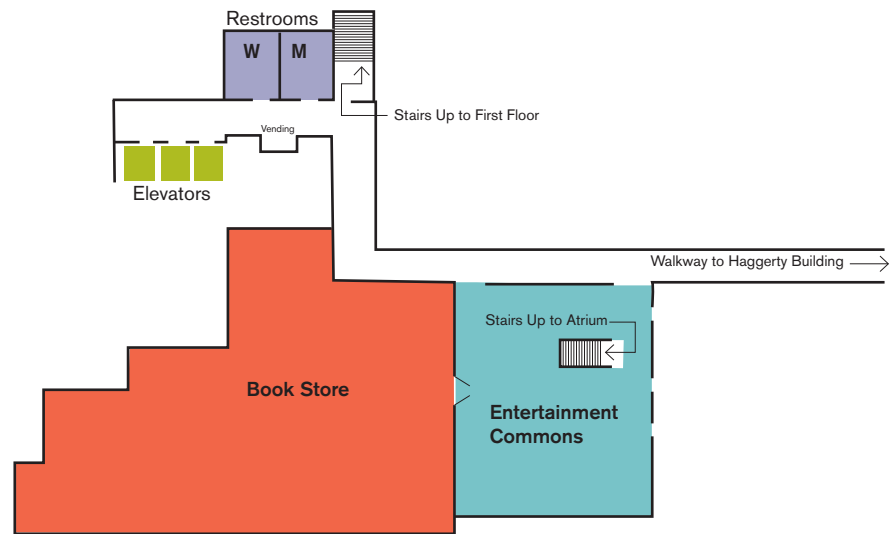 Restrooms
W M
Stairs Up to First Floor
Vending
Elevators
Walkway to Haggerty Building
Stairs Up to Atrium
Book Store
Entertainment
Commons